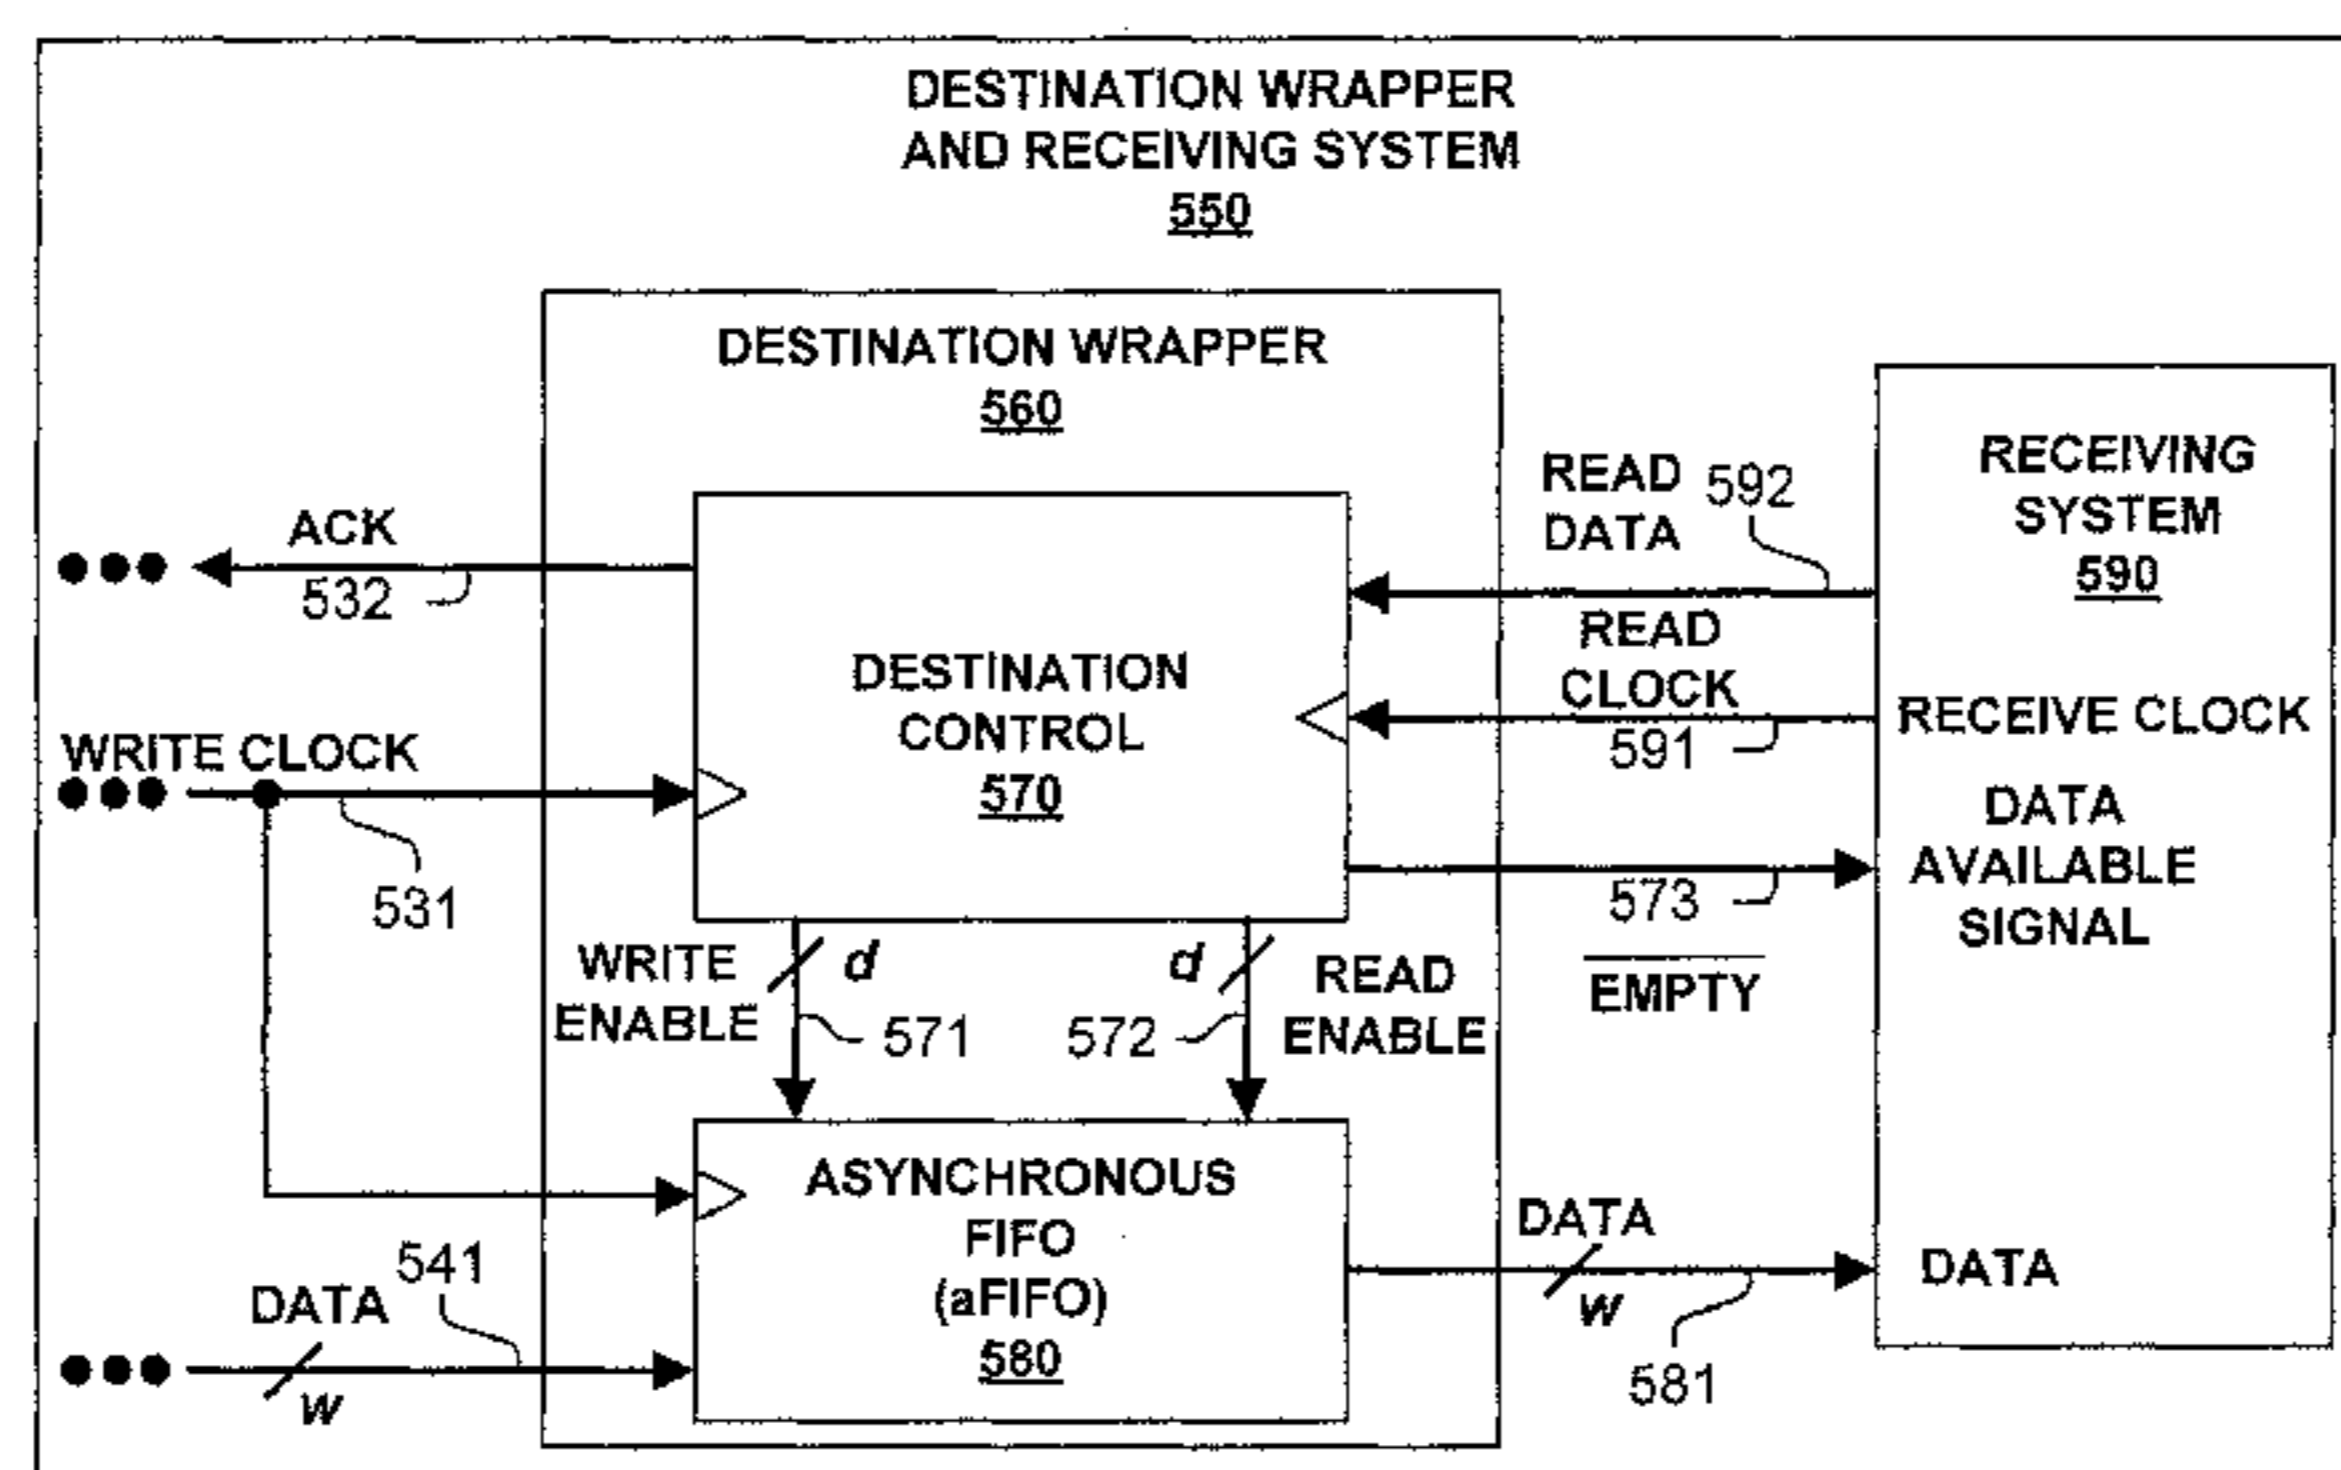 DESTINATION WRAPPER
AND RECEIVING SYSTEM
550
DESTINATION WRAPPER
560
READ
DATA
592
RECEIVING
SYSTEM
590
ACK
532
DESTINATION
CONTROL
570
READ
CLOCK
591
RECEIVE CLOCK
WRITE CLOCK
531
DATA
AVAILABLE
SIGNAL
573
EMPTY
WRITE
ENABLE
d
571
d
572
READ
ENABLE
ASYNCHRONOUS
FIFO
(aFIFO)
580
541
DATA
w
DATA
w
581
DATA